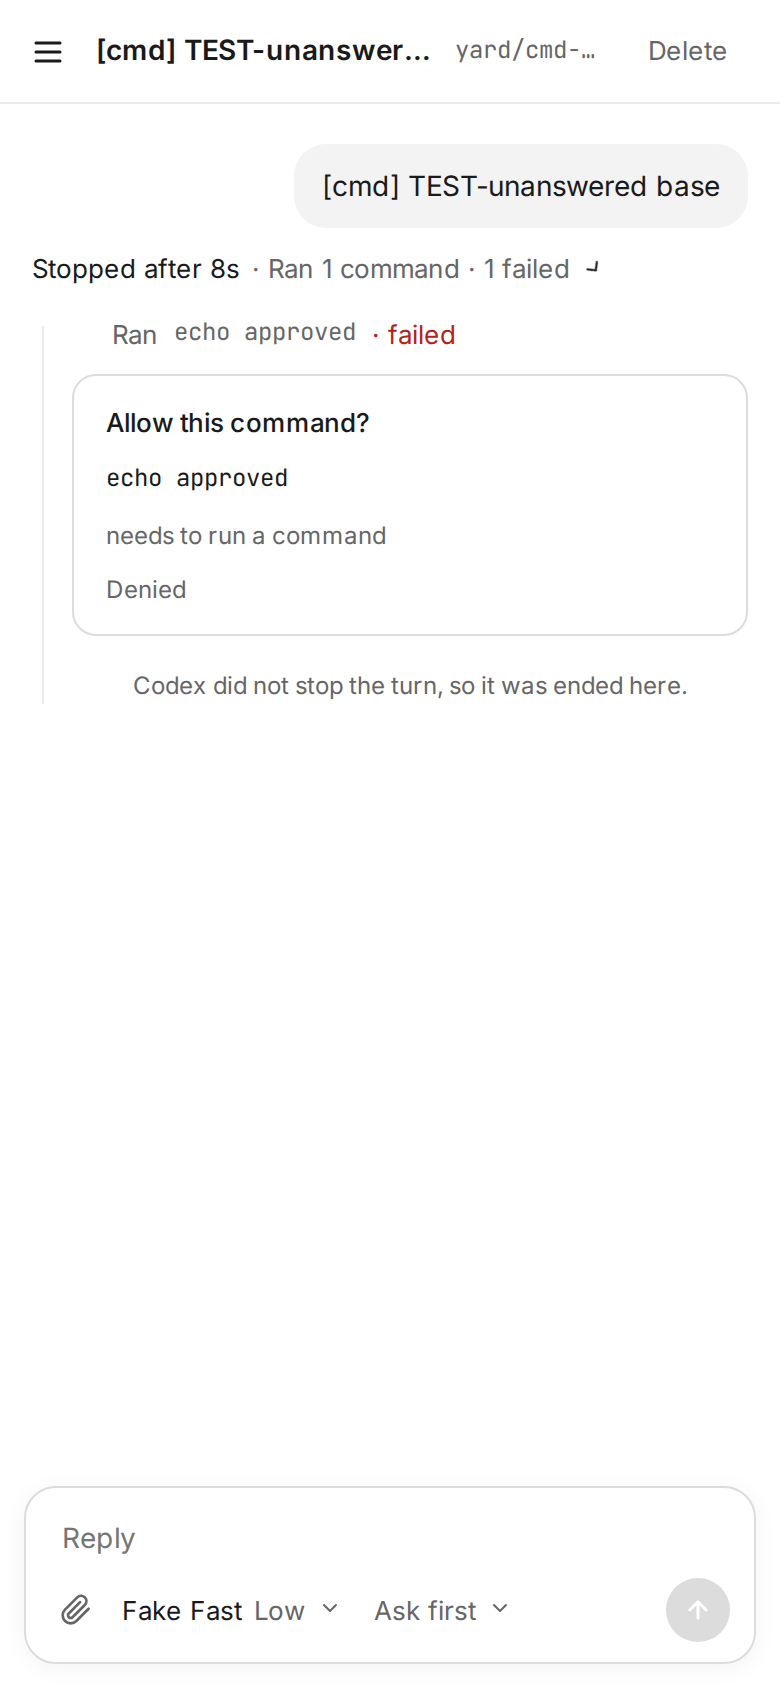 [cmd] TEST-unanswer... yard/cmd-… Delete
[cmd] TEST-unanswered base
Stopped after 8s · Ran 1 command · 1 failed
Ran echo approved · failed
Allow this command?
echo approved
needs to run a command
Denied
Codex did not stop the turn, so it was ended here.
Reply
Fake Fast Low Ask first